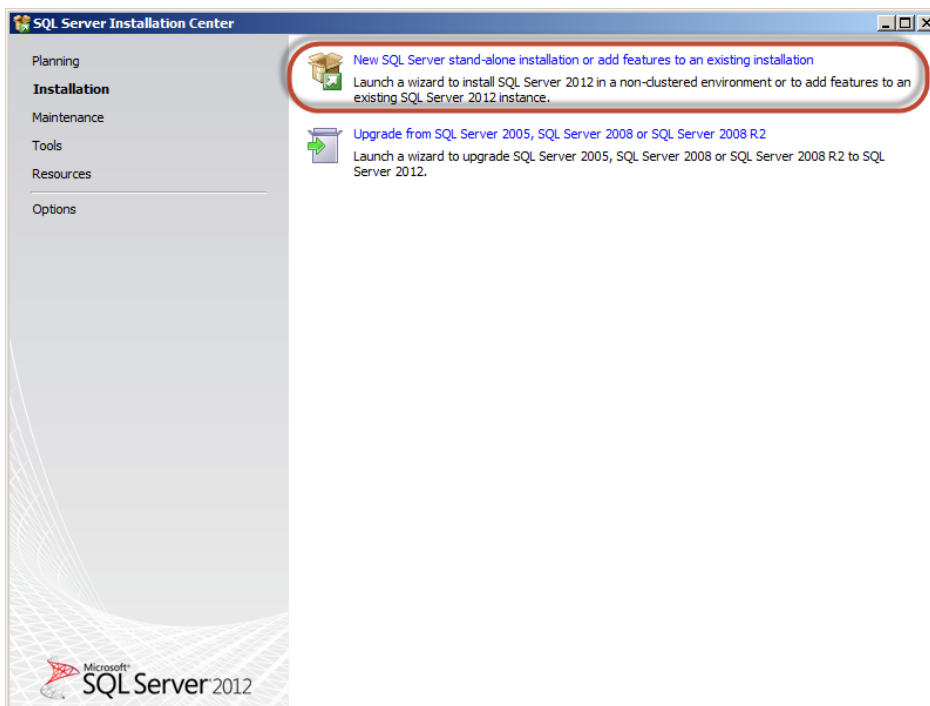 SQL Server Installation Center
Planning
Installation
Maintenance
Tools
Resources
Options
New SQL Server stand-alone installation or add features to an existing installation
Launch a wizard to install SQL Server 2012 in a non-clustered environment or to add features to an
existing SQL Server 2012 instance.
Upgrade from SQL Server 2005, SQL Server 2008 or SQL Server 2008 R2
Launch a wizard to upgrade SQL Server 2005, SQL Server 2008 or SQL Server 2008 R2 to SQL
Server 2012.
Microsoft®
SQL Server® 2012